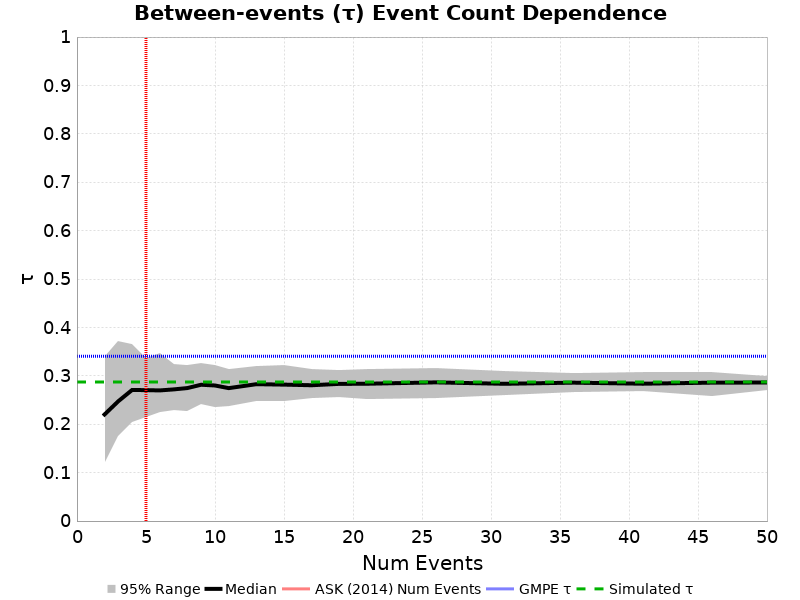 Between-events (τ) Event Count Dependence
1
0.9
0.8
0.7
0.6
0.5
0.4
0.3
0.2
0.1
0
τ
0 5 10 15 20 25 30 35 40 45 50
Num Events
95% Range Median ASK (2014) Num Events GMPE τ Simulated τ